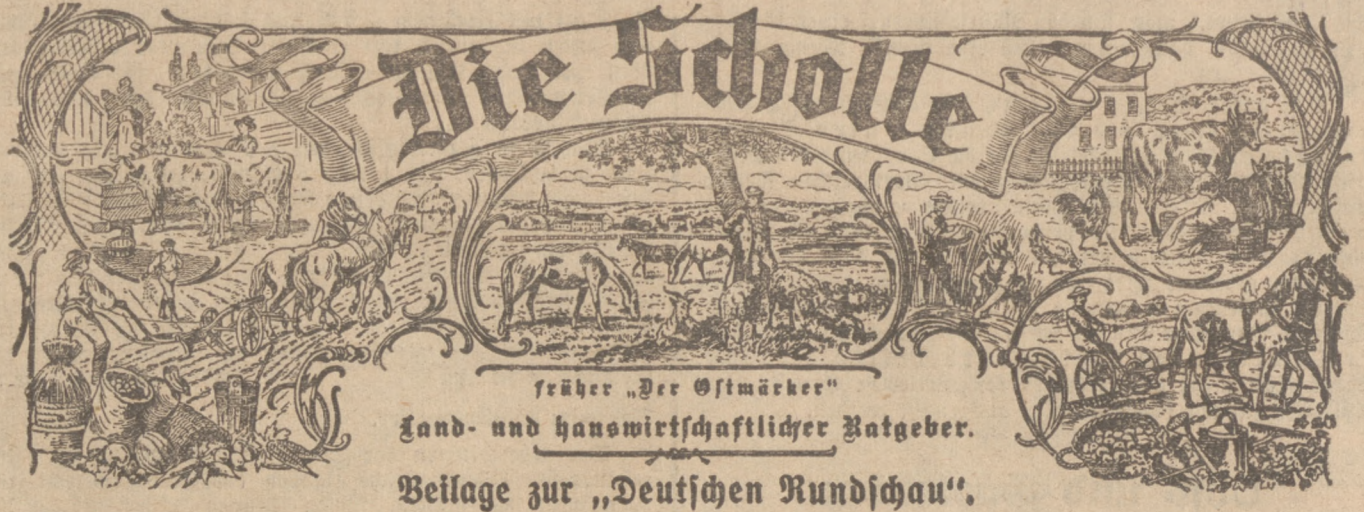 Die Scholle
früher „Der Ostmärker“
Land- und hauswirtschaftlicher Ratgeber.
Beilage zur „Deutschen Rundschau“.